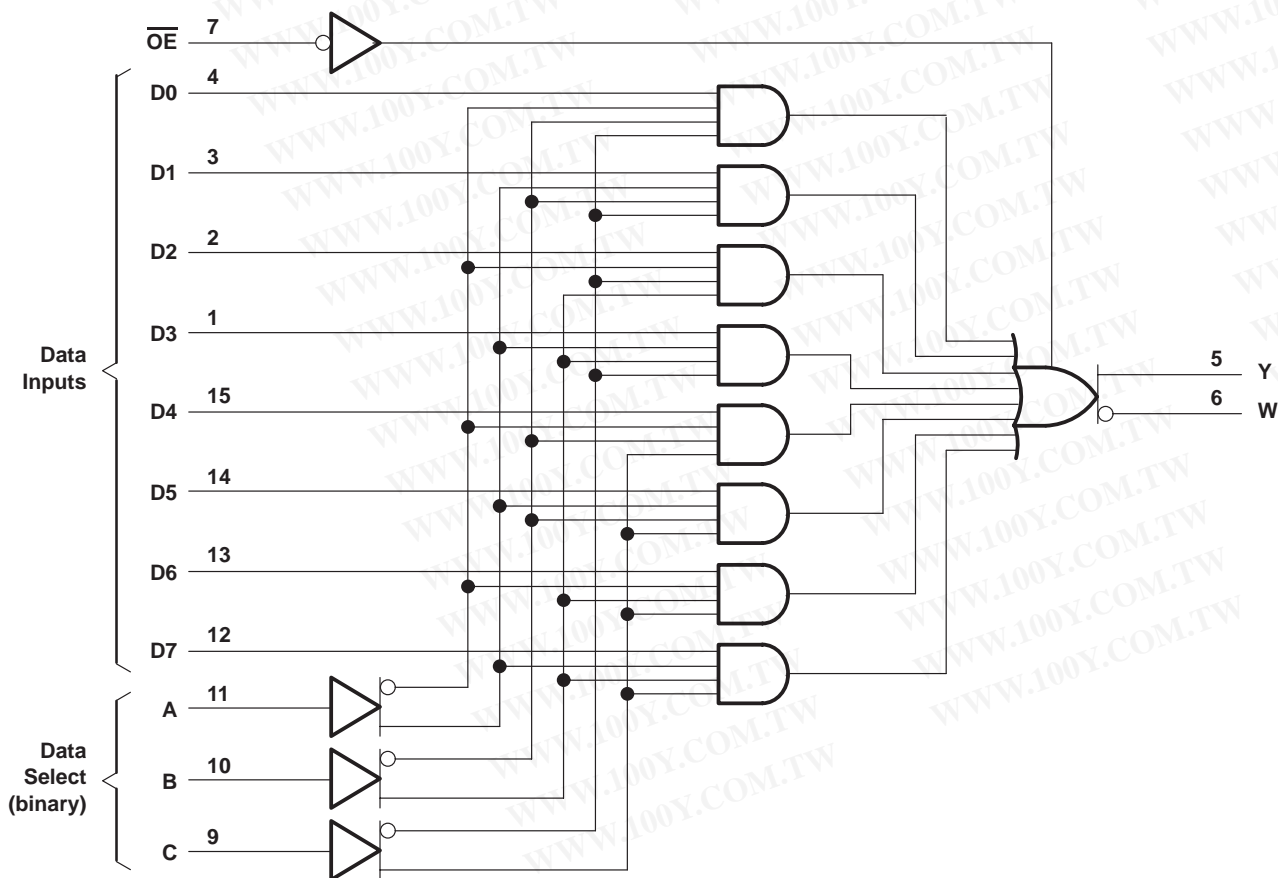 OE 7
D0 4
D1 3
D2 2
D3 1
Data
Inputs
D4 15
D5 14
D6 13
D7 12
A 11
B 10
C 9
Data
Select
(binary)
5 Y
6 W
WWW.100Y.COM.TW